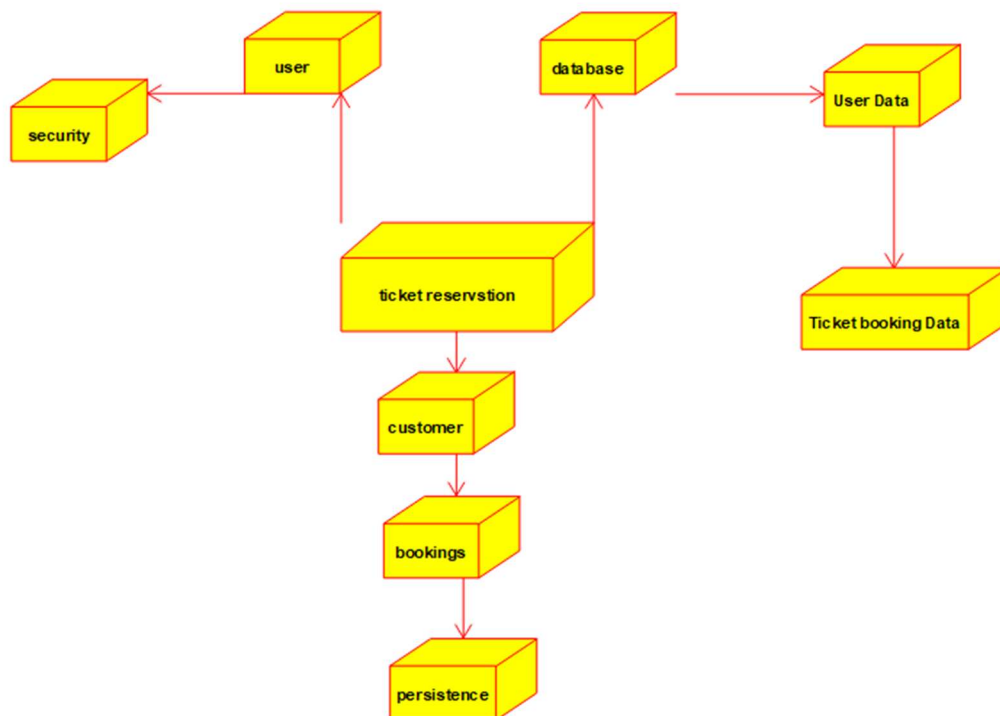 user
database
User Data
security
ticket reservstion
Ticket booking Data
customer
bookings
persistence